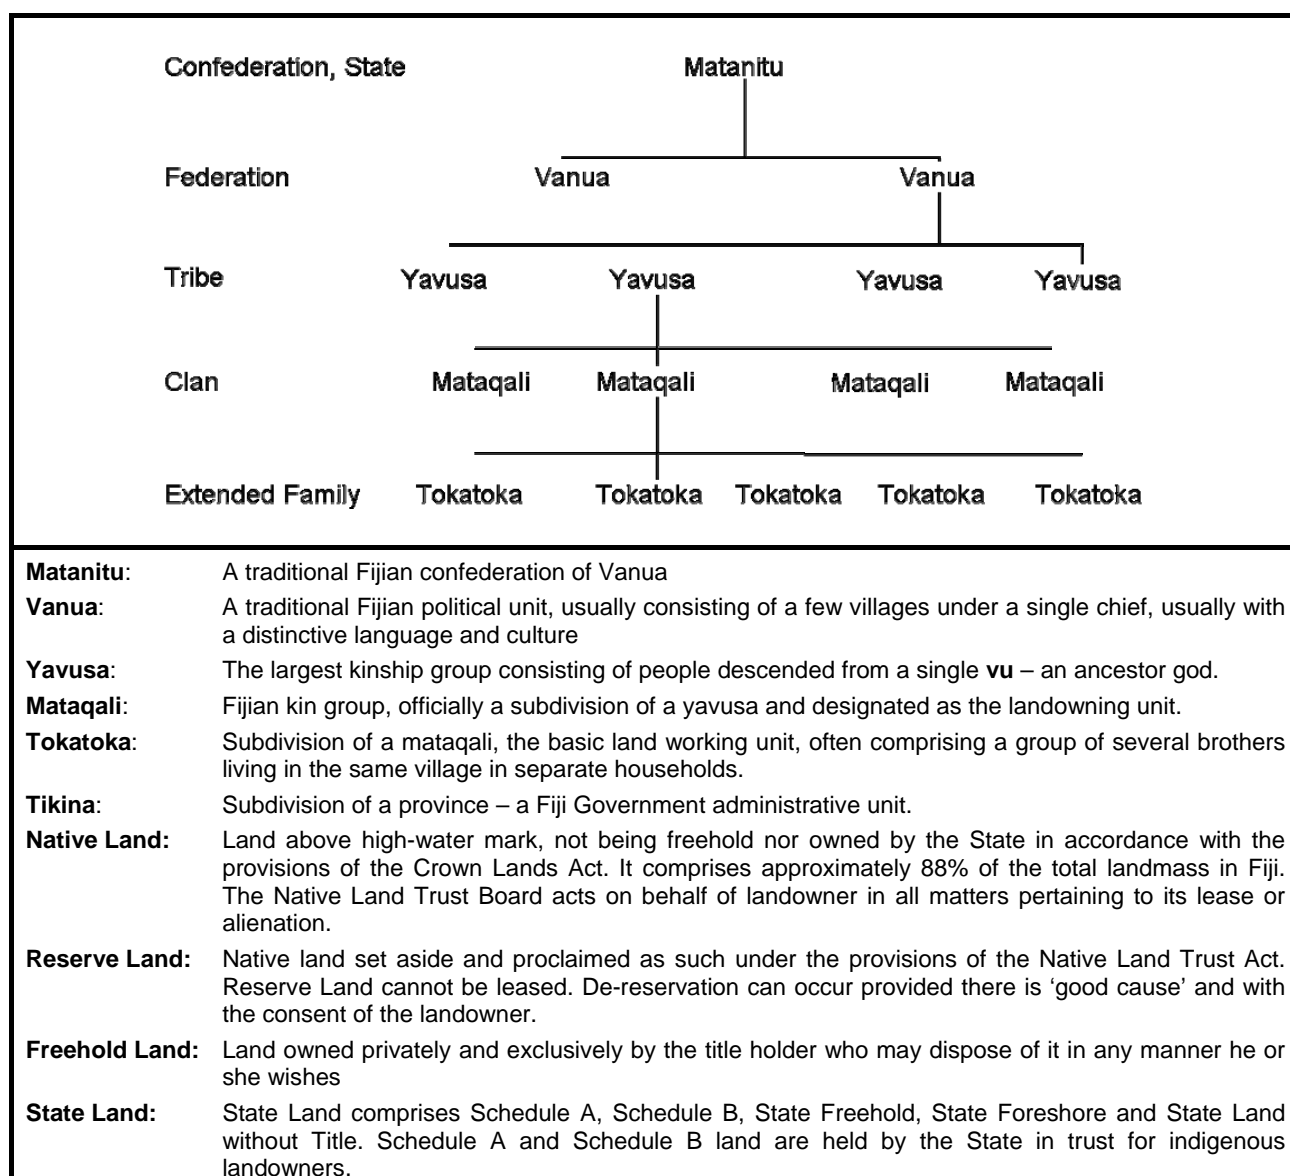 Confederation, State Matanitu
Federation Vanua Vanua
Tribe Yavusa Yavusa Yavusa Yavusa
Clan Mataqali Mataqali Mataqali Mataqali
Extended Family Tokatoka Tokatoka Tokatoka Tokatoka Tokatoka
Matanitu: A traditional Fijian confederation of Vanua
Vanua: A traditional Fijian political unit, usually consisting of a few villages under a single chief, usually with
a distinctive language and culture
Yavusa: The largest kinship group consisting of people descended from a single vu – an ancestor god.
Mataqali: Fijian kin group, officially a subdivision of a yavusa and designated as the landowning unit.
Tokatoka: Subdivision of a mataqali, the basic land working unit, often comprising a group of several brothers
living in the same village in separate households.
Tikina: Subdivision of a province – a Fiji Government administrative unit.
Native Land: Land above high-water mark, not being freehold nor owned by the State in accordance with the
provisions of the Crown Lands Act. It comprises approximately 88% of the total landmass in Fiji.
The Native Land Trust Board acts on behalf of landowner in all matters pertaining to its lease or
alienation.
Reserve Land: Native land set aside and proclaimed as such under the provisions of the Native Land Trust Act.
Reserve Land cannot be leased. De-reservation can occur provided there is ‘good cause’ and with
the consent of the landowner.
Freehold Land: Land owned privately and exclusively by the title holder who may dispose of it in any manner he or
she wishes
State Land: State Land comprises Schedule A, Schedule B, State Freehold, State Foreshore and State Land
without Title. Schedule A and Schedule B land are held by the State in trust for indigenous
landowners.